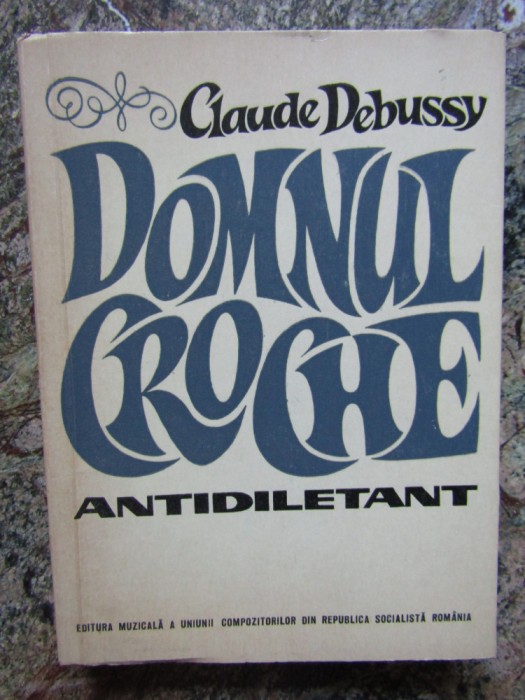 Claude Debussy
DOMNUL
CROCHE
ANTIDILETANT
EDITURA MUZICALĂ A UNIUNII COMPOZITORILOR DIN REPUBLICA SOCIALISTĂ ROMÂNIA